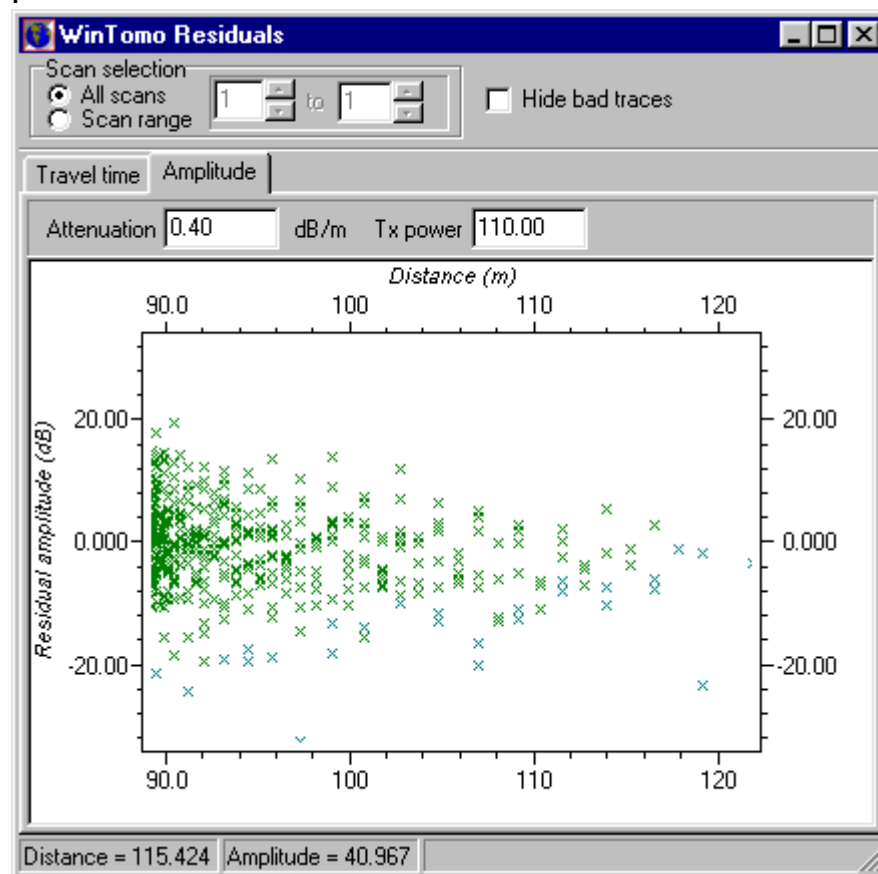 WinTomo Residuals
Scan selection
All scans
Scan range
1 to 1
Hide bad traces
Travel time Amplitude
Attenuation 0.40 dB/m Tx power 110.00
Distance (m)
90.0 100 110 120
Residual amplitude (dB)
20.00 20.00
0.000 0.000
-20.00 -20.00
90.0 100 110 120
Distance = 115.424 Amplitude = 40.967